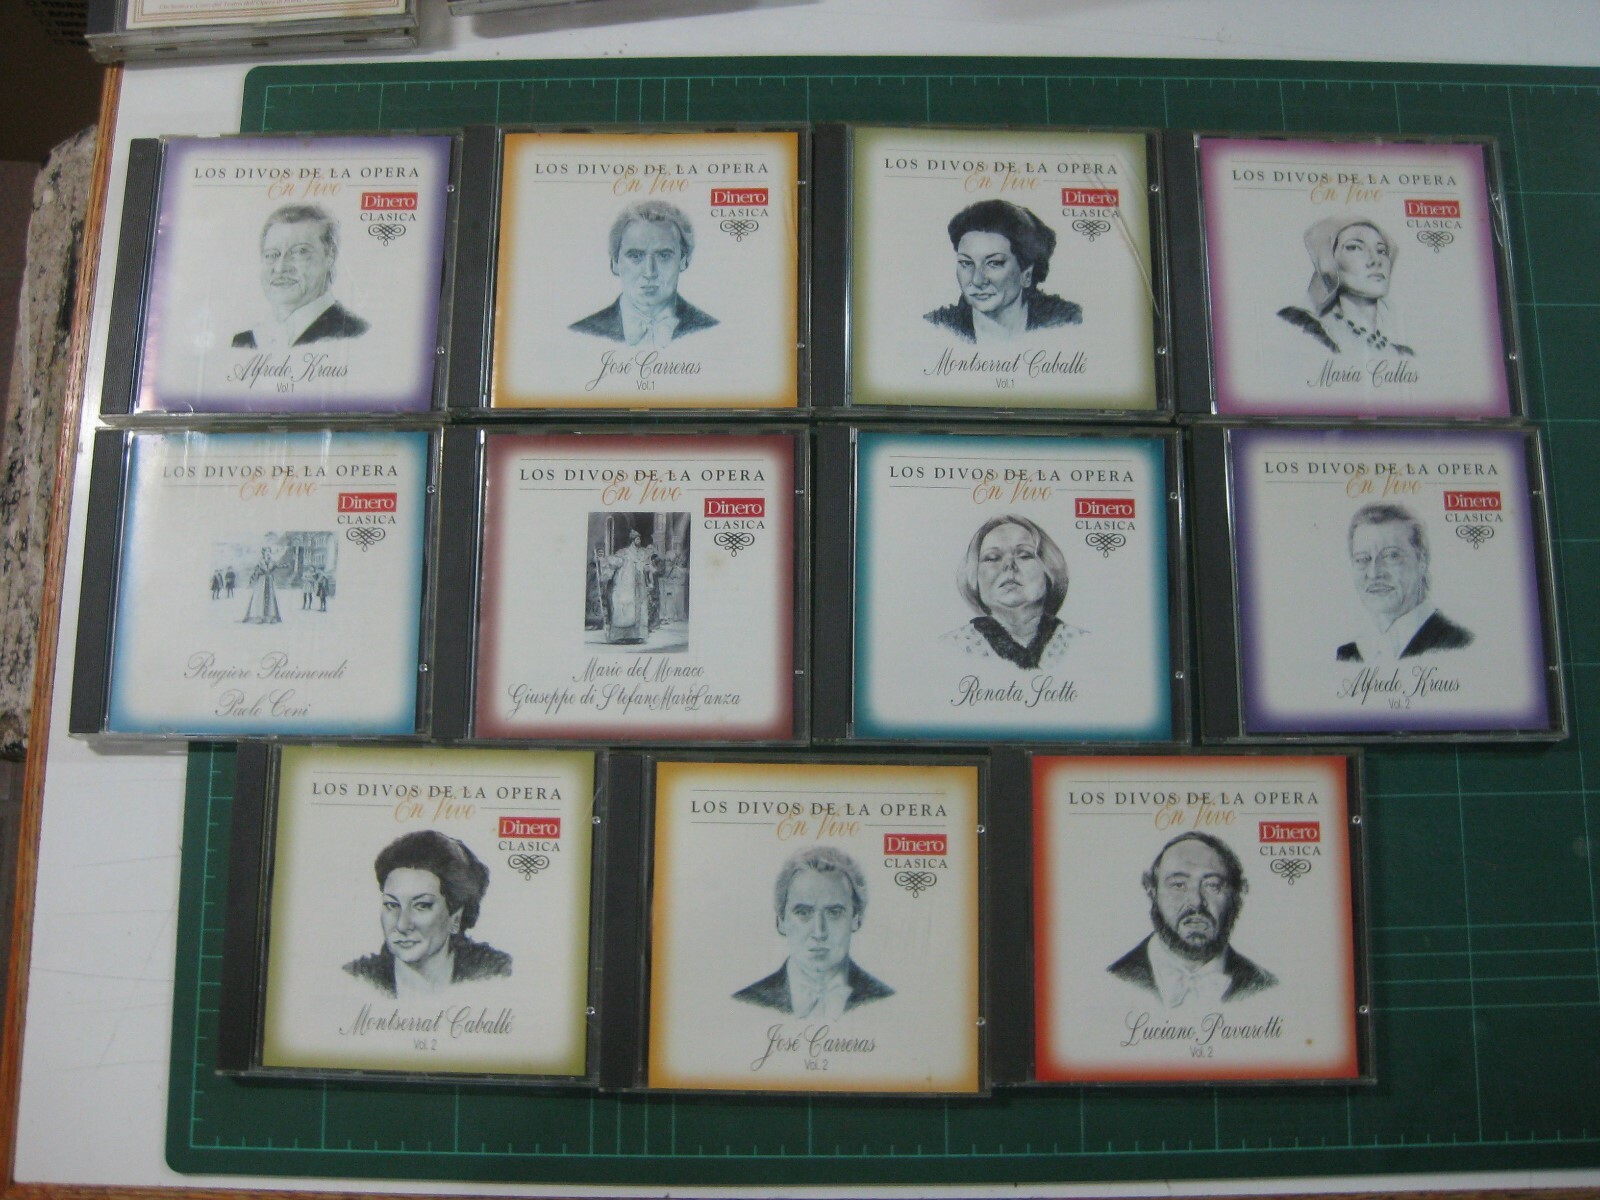 LOS DIVOS DE LA OPERA
En Vivo
Dinero
CLASICA
Alfredo Kraus
Vol.1
LOS DIVOS DE LA OPERA
En Vivo
Dinero
CLASICA
José Carreras
Vol.1
LOS DIVOS DE LA OPERA
En Vivo
Dinero
CLASICA
Montserrat Caballé
Vol.1
LOS DIVOS DE LA OPERA
En Vivo
Dinero
CLASICA
María Callas
LOS DIVOS DE LA OPERA
En Vivo
Dinero
CLASICA
Rugiero Raimondi
Paolo Coni
LOS DIVOS DE LA OPERA
En Vivo
Dinero
CLASICA
Mario del Monaco
Giuseppe di Stefano Mario Lanza
LOS DIVOS DE LA OPERA
En Vivo
Dinero
CLASICA
Renata Scotto
LOS DIVOS DE LA OPERA
En Vivo
Dinero
CLASICA
Alfredo Kraus
Vol. 2
LOS DIVOS DE LA OPERA
En Vivo
Dinero
CLASICA
Montserrat Caballé
Vol. 2
LOS DIVOS DE LA OPERA
En Vivo
Dinero
CLASICA
José Carreras
Vol. 2
LOS DIVOS DE LA OPERA
En Vivo
Dinero
CLASICA
Luciano Pavarotti
Vol. 2